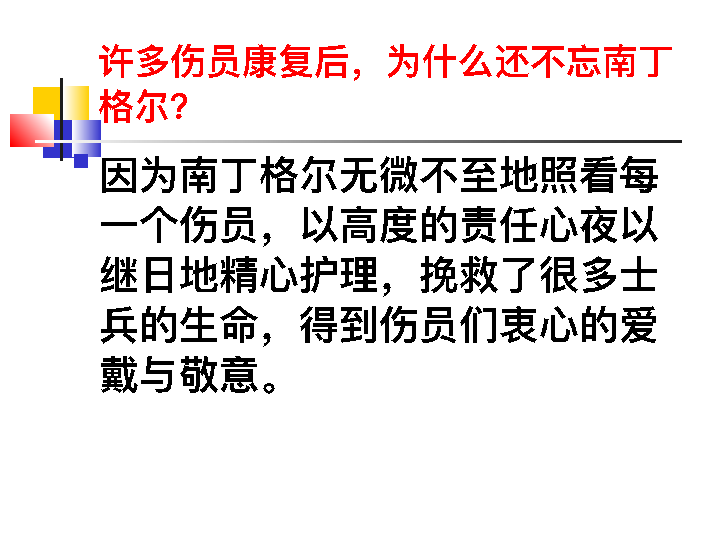 许多伤员康复后，为什么还不忘南丁
格尔？
因为南丁格尔无微不至地照看每
一个伤员，以高度的责任心夜以
继日地精心护理，挽救了很多士
兵的生命，得到伤员们衷心的爱
戴与敬意。